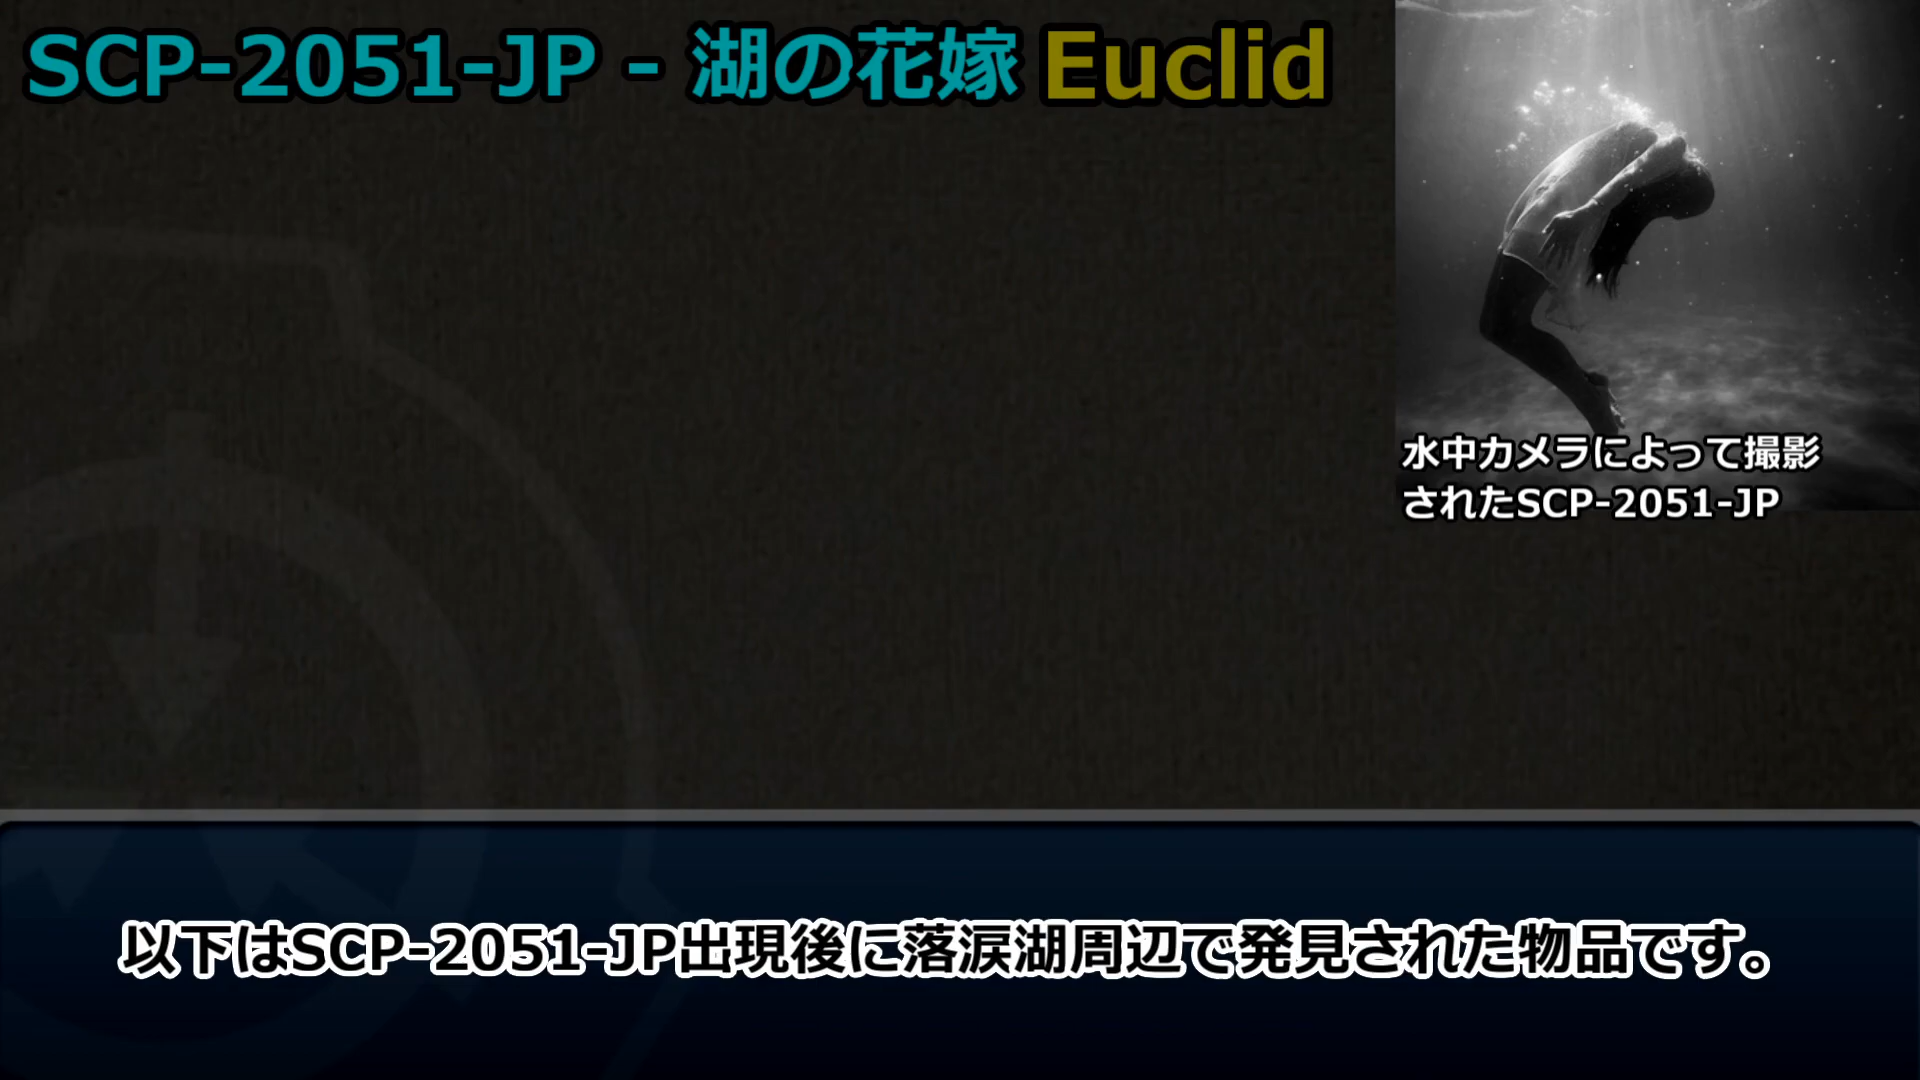 SCP-2051-JP - 湖の花嫁 Euclid
水中カメラによって撮影
されたSCP-2051-JP
以下はSCP-2051-JP出現後に落涙湖周辺で発見された物品です。